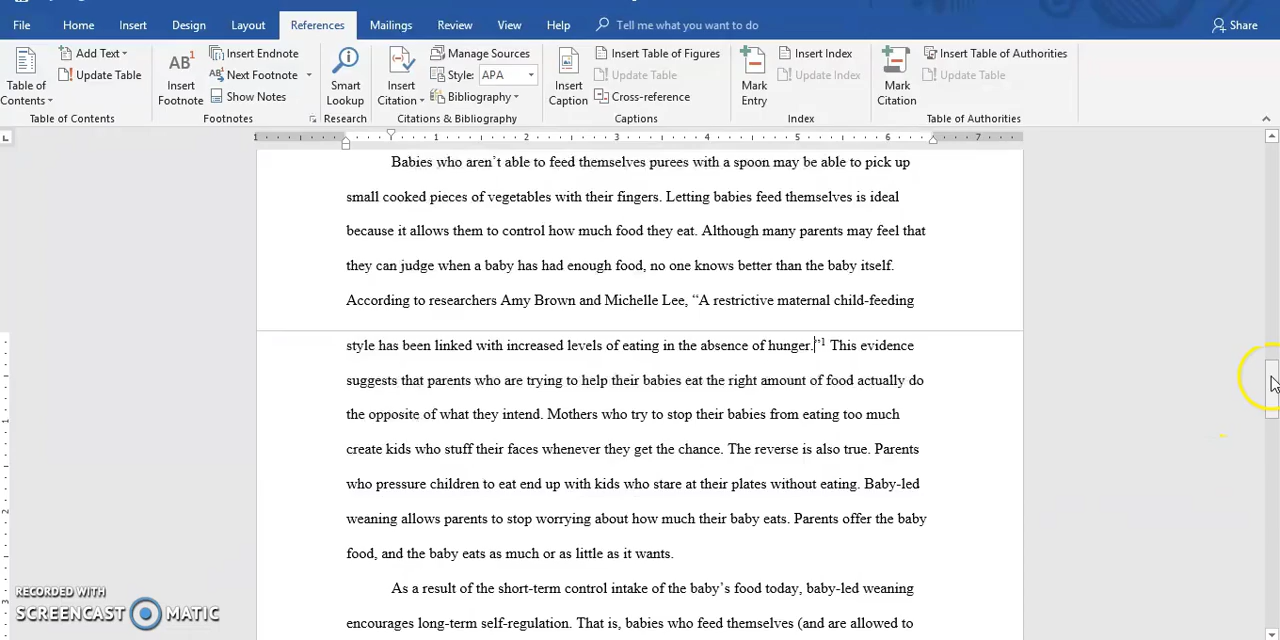 File Home Insert Design Layout References Mailings Review View Help Tell me what you want to do Share
Table of Contents Add Text Update Table
Table of Contents
AB¹ Insert Footnote Insert Endnote Next Footnote Show Notes
Footnotes
Smart Lookup
Research
Insert Citation Manage Sources Style: APA Bibliography
Citations & Bibliography
Insert Caption Insert Table of Figures Update Table Cross-reference
Captions
Mark Entry Insert Index Update Index
Index
Mark Citation Insert Table of Authorities Update Table
Table of Authorities
1 1 2 3 4 5 6 7
Babies who aren’t able to feed themselves purees with a spoon may be able to pick up
small cooked pieces of vegetables with their fingers. Letting babies feed themselves is ideal
because it allows them to control how much food they eat. Although many parents may feel that
they can judge when a baby has had enough food, no one knows better than the baby itself.
According to researchers Amy Brown and Michelle Lee, “A restrictive maternal child-feeding
style has been linked with increased levels of eating in the absence of hunger.”¹ This evidence
suggests that parents who are trying to help their babies eat the right amount of food actually do
the opposite of what they intend. Mothers who try to stop their babies from eating too much
create kids who stuff their faces whenever they get the chance. The reverse is also true. Parents
who pressure children to eat end up with kids who stare at their plates without eating. Baby-led
weaning allows parents to stop worrying about how much their baby eats. Parents offer the baby
food, and the baby eats as much or as little as it wants.
As a result of the short-term control intake of the baby’s food today, baby-led weaning
encourages long-term self-regulation. That is, babies who feed themselves (and are allowed to
1
2
3
RECORDED WITH
SCREENCAST MATIC